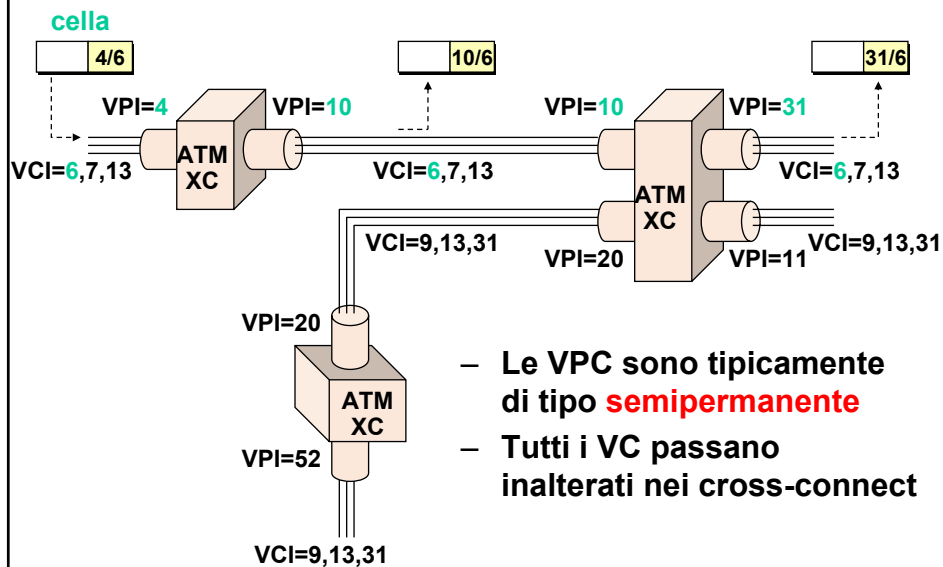 cella
4/6
10/6
31/6
VPI=4
VPI=10
VPI=10
VPI=31
ATM
XC
VCI=6,7,13
VCI=6,7,13
VCI=6,7,13
ATM
XC
VCI=9,13,31
VCI=9,13,31
VPI=20
VPI=11
VPI=20
ATM
XC
VPI=52
VCI=9,13,31
– Le VPC sono tipicamente
di tipo semipermanente
– Tutti i VC passano
inalterati nei cross-connect